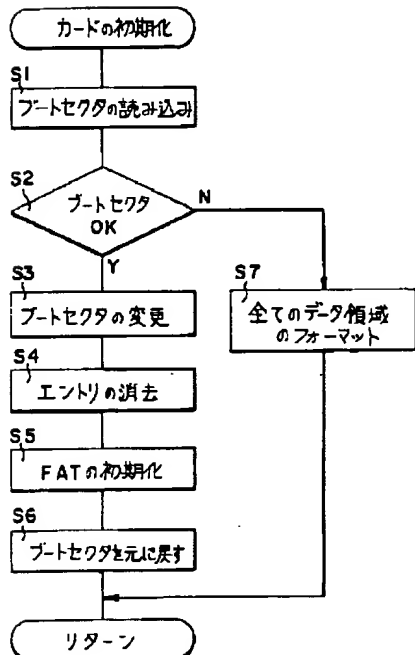 カードの初期化
S1
ブートセクタの読み込み
S2
ブートセクタ
OK
N
Y
S3
ブートセクタの変更
S7
全てのデータ領域
のフォーマット
S4
エントリの消去
S5
FATの初期化
S6
ブートセクタを元に戻す
リターン